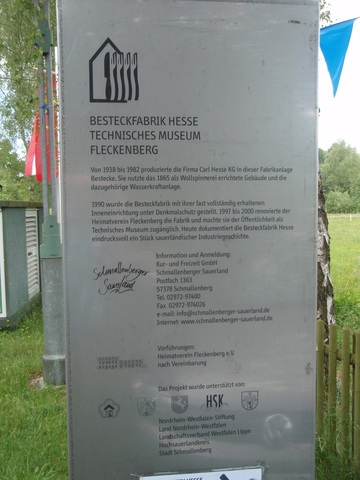 BESTECKFABRIK HESSE
TECHNISCHES MUSEUM
FLECKENBERG
Von 1938 bis 1982 produzierte die Firma Carl Hesse KG in dieser Fabrikanlage
Bestecke. Sie nutzte das 1865 als Wollspinnerei errichtete Gebäude und die
dazugehörige Wasserkraftanlage.
1990 wurde die Besteckfabrik mit ihrer fast vollständig erhaltenen
Inneneinrichtung unter Denkmalschutz gestellt. 1997 bis 2000 renovierte der
Heimatverein Fleckenberg die Fabrik und machte sie der Öffentlichkeit als
Technisches Museum zugänglich. Heute dokumentiert die Besteckfabrik Hesse
eindrucksvoll ein Stück sauerländischer Industriegeschichte.
Schmallenberger
Sauerland
Information und Anmeldung:
Kur- und Freizeit GmbH
Schmallenberger Sauerland
Postfach 1363
57378 Schmallenberg
Tel. 02972-97400
Fax 02972-974026
e-mail: info@schmallenberger-sauerland.de
Internet: www.schmallenberger-sauerland.de
Vorführungen:
Heimatverein Fleckenberg e.V.
nach Vereinbarung
Das Projekt wurde unterstützt von:
HSK
Nordrhein-Westfalen-Stiftung
Land Nordrhein-Westfalen
Landschaftsverband Westfalen Lippe
Hochsauerlandkreis
Stadt Schmallenberg
HESSE